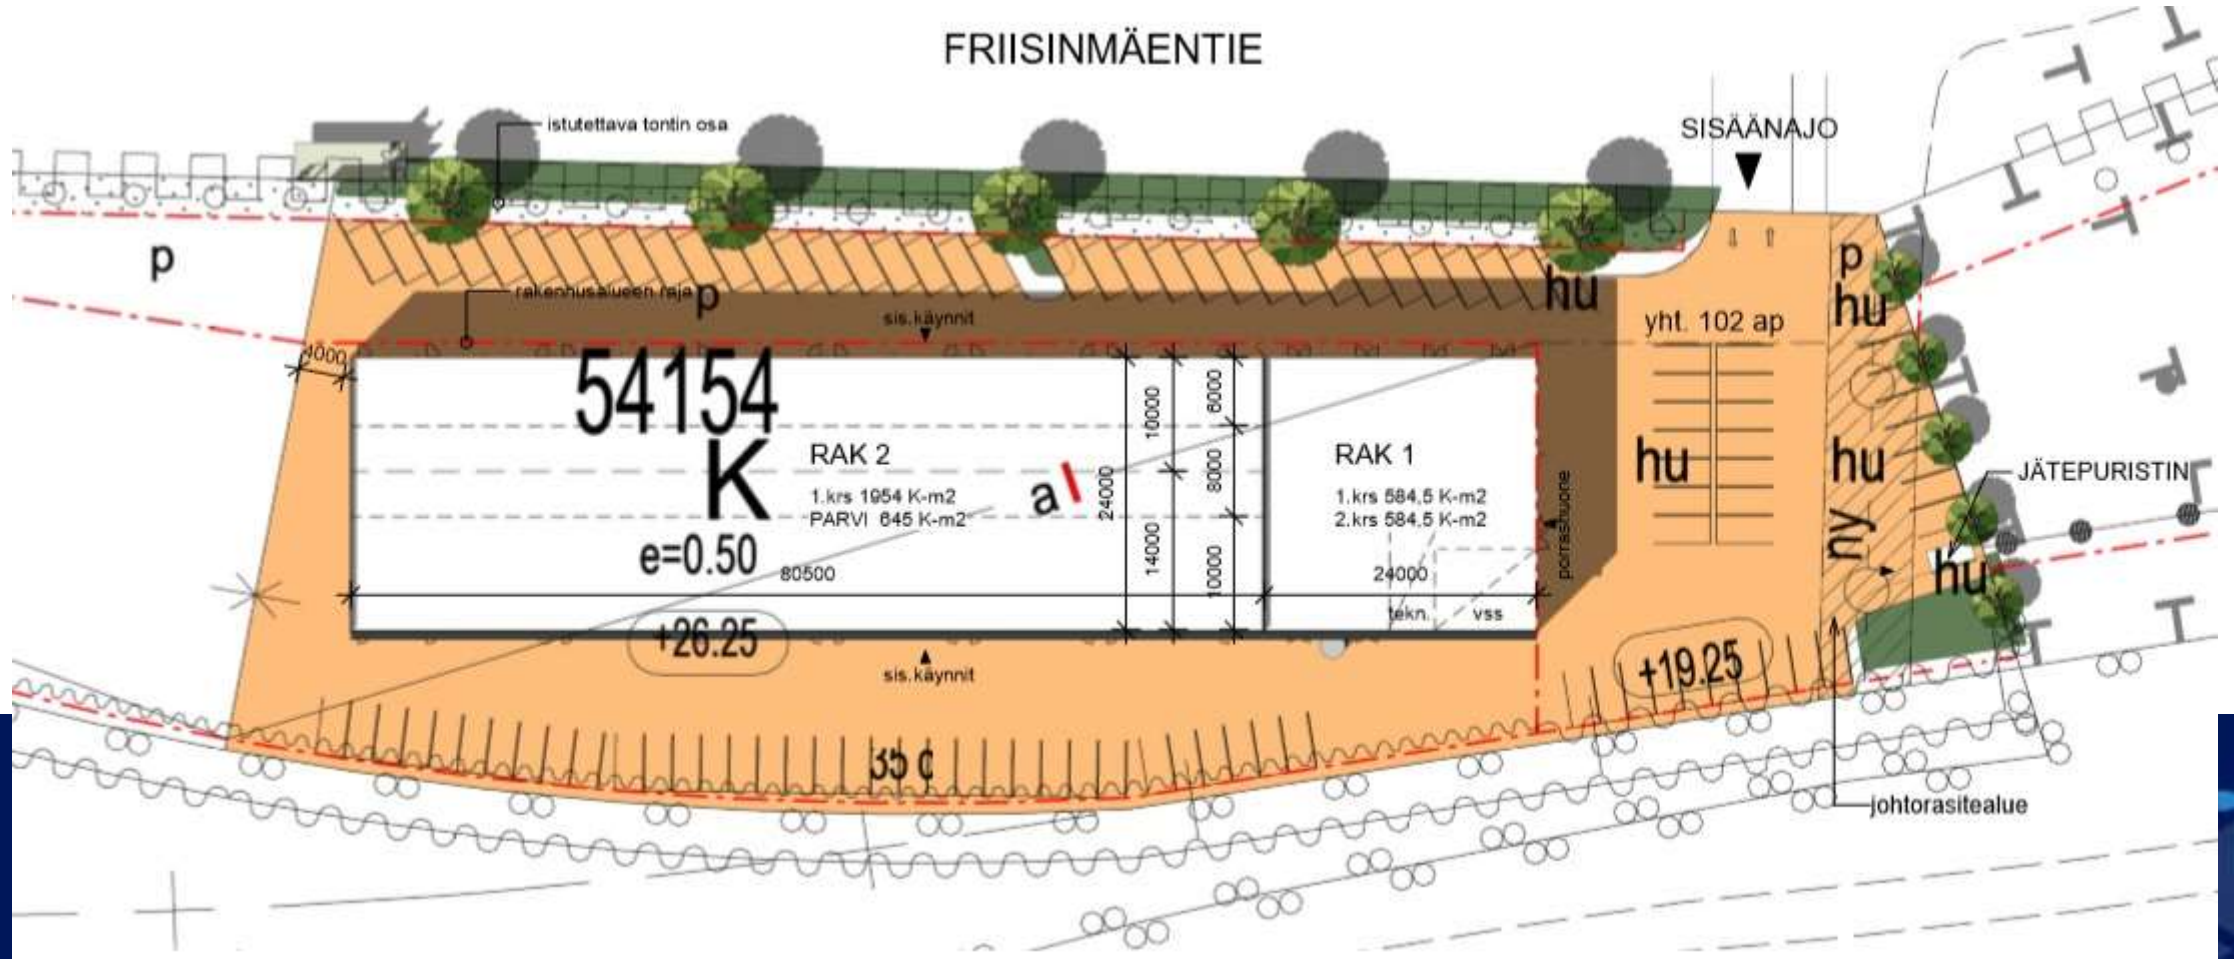 FRIISINMÄENTIE
istutettava tontin osa
SISÄÄNAJO
p
p
hu
rakennusalueen raja
p
hu
sis.käynnit
yht. 102 ap
4000
54154
K
e=0.50
RAK 2
1.krs 1954 K-m2
PARVI 645 K-m2
a
24000
10000
14000
6000
8000
10000
RAK 1
1.krs 584,5 K-m2
2.krs 584,5 K-m2
porrashuone
hu
hu
ny
JÄTEPURISTIN
hu
80500
24000
tekn.
vss
+26.25
sis.käynnit
+19.25
johtorasitealue